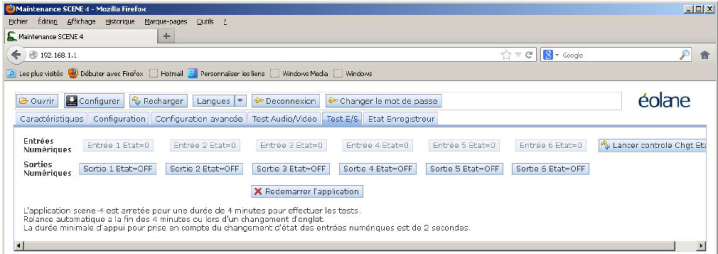 Maintenance SCENE 4 - Mozilla Firefox
Fichier Édition Affichage Historique Marque-pages Outils ?
Maintenance SCENE 4
192.168.1.1
Google
Les plus visités Débuter avec Firefox Hotmail Personnaliser les liens Windows Media Windows
Ouvrir Configurer Recharger Langues Deconnexion Changer le mot de passe
éolane
Caractéristiques Configuration Configuration avancée Test Audio/Vidéo Test E/S Etat Enregistreur
Entrées Numériques Entrée 1 Etat=0 Entrée 2 Etat=0 Entrée 3 Etat=0 Entrée 4 Etat=0 Entrée 5 Etat=0 Entrée 6 Etat=0 Lancer controle Chgt Eta
Sorties Numériques Sortie 1 Etat=OFF Sortie 2 Etat=OFF Sortie 3 Etat=OFF Sortie 4 Etat=OFF Sortie 5 Etat=OFF Sortie 6 Etat=OFF
Redemarrer l'application
L'application scene-4 est arretée pour une durée de 4 minutes pour effectuer les tests.
Relance automatique a la fin des 4 minutes ou lors d'un changement d'onglet.
La durée minimale d'appui pour prise en compte du changement d'état des entrées numériques est de 2 secondes.